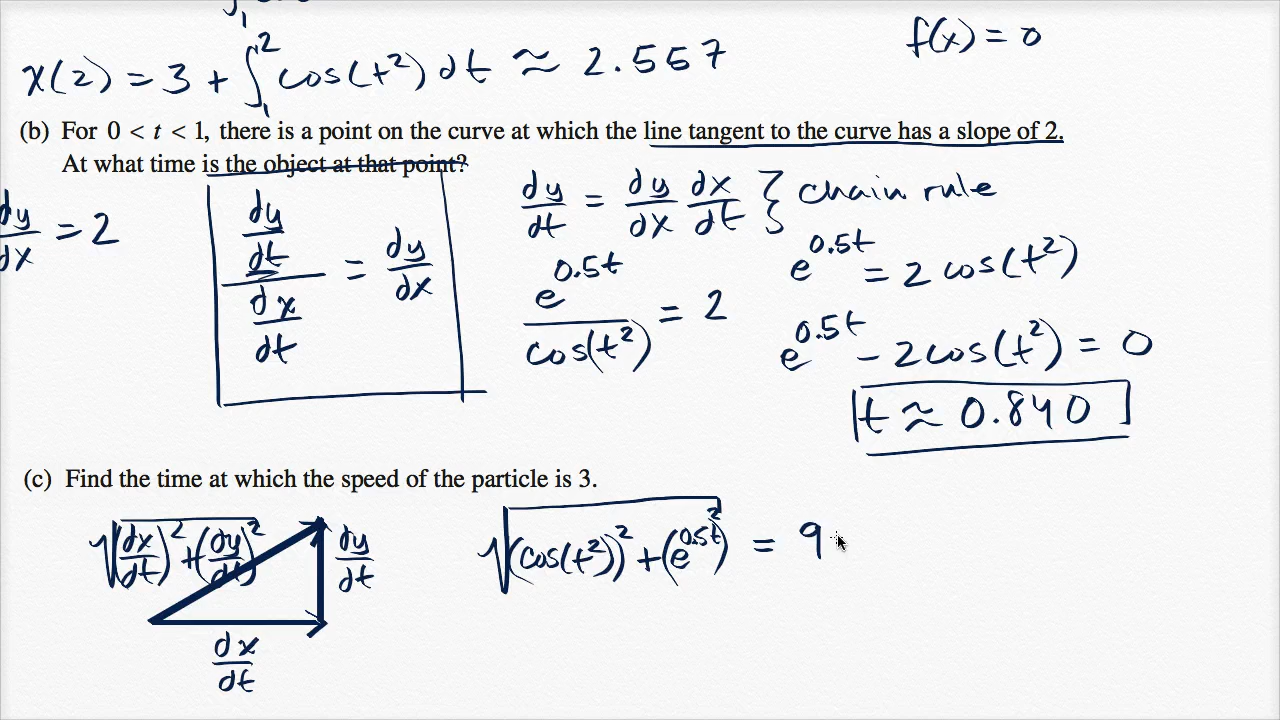 f(x) = 0
x(2) = 3 + ∫₁² cos(t²) dt ≈ 2.557
(b) For 0 < t < 1, there is a point on the curve at which the line tangent to the curve has a slope of 2.
At what time is the object at that point?
dy/dx = 2
(dy/dt)/(dx/dt) = dy/dx
dy/dt = dy/dx dx/dt } chain rule
e^0.5t / cos(t²) = 2
e^0.5t = 2 cos(t²)
e^0.5t - 2cos(t²) = 0
t ≈ 0.840
(c) Find the time at which the speed of the particle is 3.
√(dx/dt)² + (dy/dt)²
dy/dt
dx/dt
√(cos(t²))² + (e^0.5t)² = 9